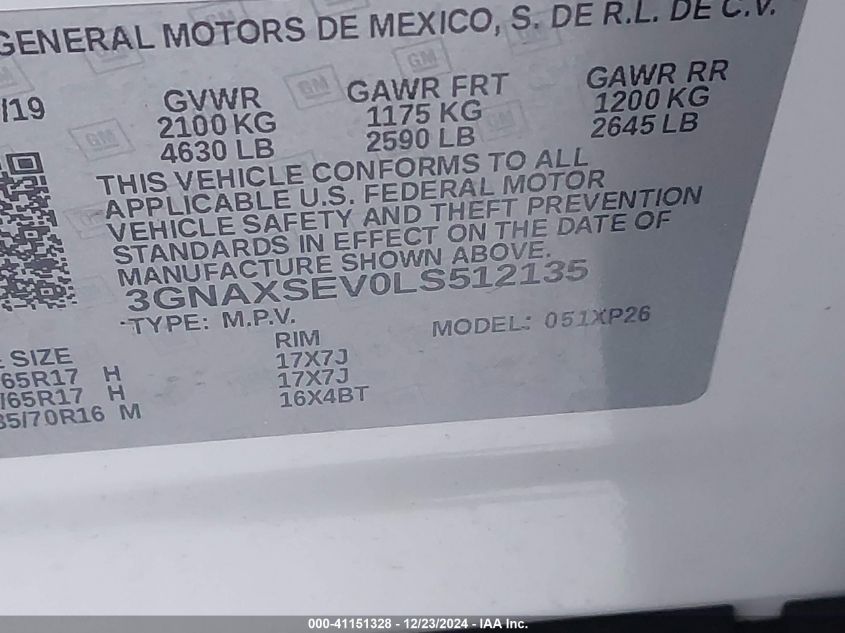 GENERAL MOTORS DE MEXICO, S. DE R.L. DE C.V.
/19 GVWR GAWR FRT GAWR RR
2100 KG 1175 KG 1200 KG
4630 LB 2590 LB 2645 LB
THIS VEHICLE CONFORMS TO ALL
APPLICABLE U.S. FEDERAL MOTOR
VEHICLE SAFETY AND THEFT PREVENTION
STANDARDS IN EFFECT ON THE DATE OF
MANUFACTURE SHOWN ABOVE.
3GNAXSEV0LS512135
TYPE: M.P.V. MODEL: 051XP26
SIZE RIM
65R17 H 17X7J
/65R17 H 17X7J
35/70R16 M 16X4BT
000-41151328 - 12/23/2024 - IAA Inc.